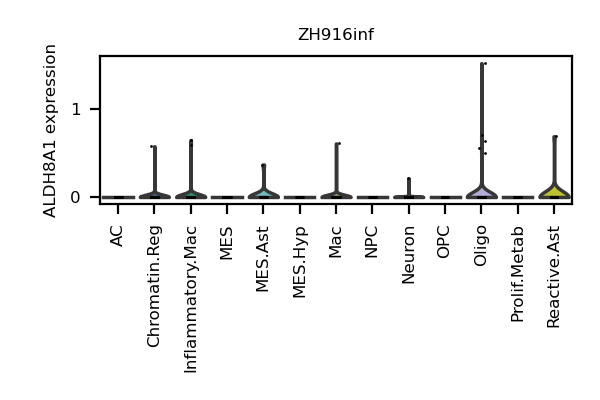 ZH916inf
ALDH8A1 expression
1
0
AC
Chromatin.Reg
Inflammatory.Mac
MES
MES.Ast
MES.Hyp
Mac
NPC
Neuron
OPC
Oligo
Prolif.Metab
Reactive.Ast